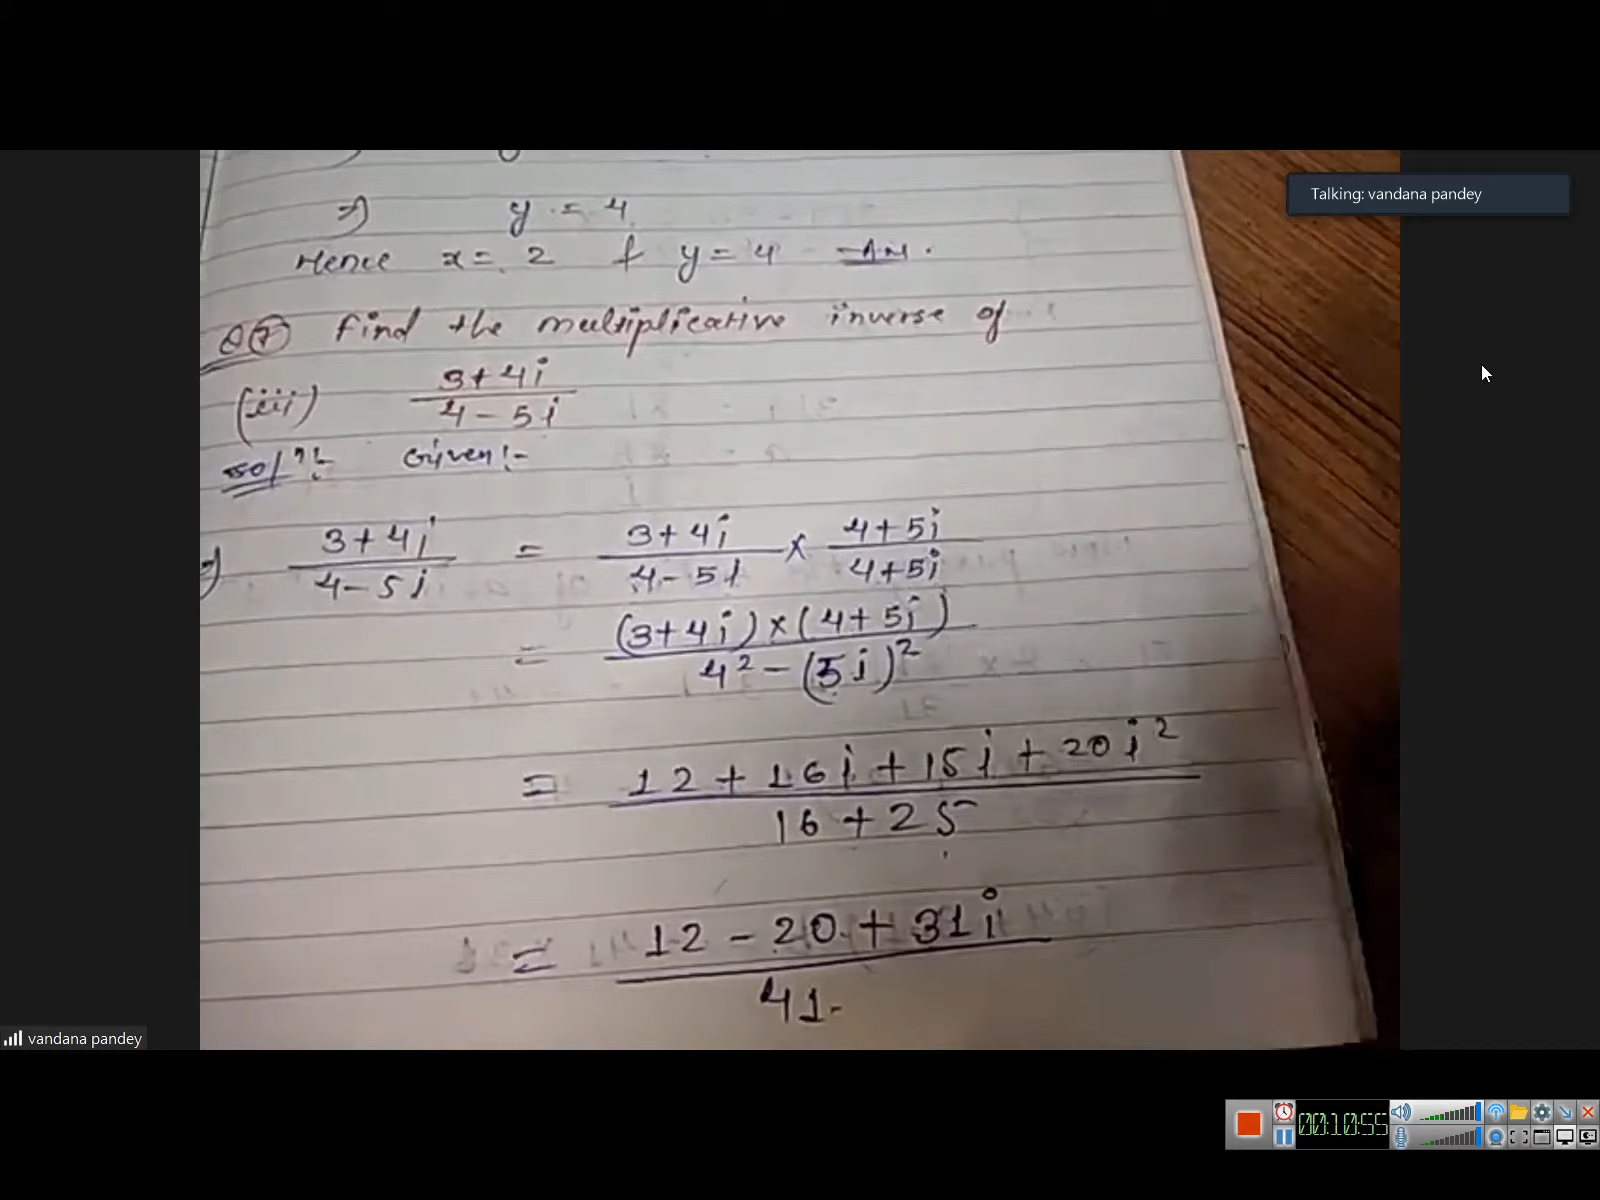 Talking: vandana pandey
⇒) y = 4
Hence x = 2 & y = 4 Ans.
Q(7) Find the multiplicative inverse of
(iii) 3+4i / 4-5i
solⁿ:- Given:-
⇒) 3+4i / 4-5i = 3+4i / 4-5i × 4+5i / 4+5i
= (3+4i)×(4+5i) / 4² - (5i)²
= 12+16i+15i+20i² / 16+25
= 12-20+31i / 41.
vandana pandey
00:10:55